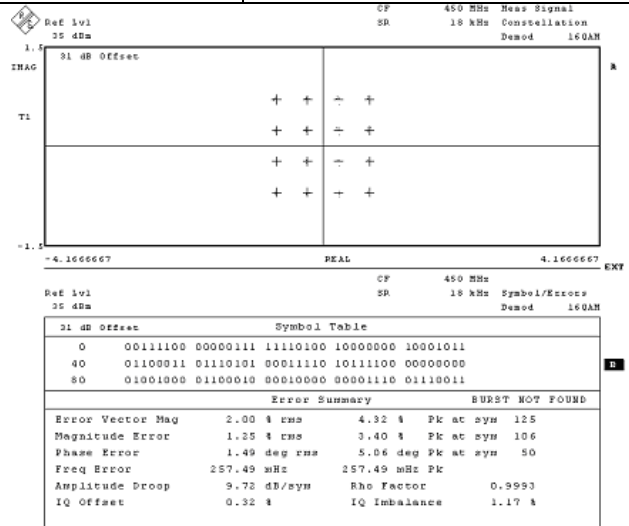 CF 450 MHz Meas Signal
Ref Lvl SR 18 kHz Constellation
35 dBm Demod 16QAM
1.5
31 dB Offset
IMAG A
T1
-1.5
-4.1666667 REAL 4.1666667
EXT
CF 450 MHz
Ref Lvl SR 18 kHz Symbol/Errors
35 dBm Demod 16QAM
31 dB Offset Symbol Table
0 00111100 00000111 11110100 10000000 10001011
40 01100011 01110101 00011110 10111100 00000000
80 01001000 01100010 00010000 00001110 01110011
B
Error Summary BURST NOT FOUND
Error Vector Mag 2.00 % rms 4.32 % Pk at sym 125
Magnitude Error 1.25 % rms 3.40 % Pk at sym 106
Phase Error 1.49 deg rms 5.06 deg Pk at sym 50
Freq Error 257.49 mHz 257.49 mHz Pk
Amplitude Droop 9.72 dB/sym Rho Factor 0.9993
IQ Offset 0.32 % IQ Imbalance 1.17 %